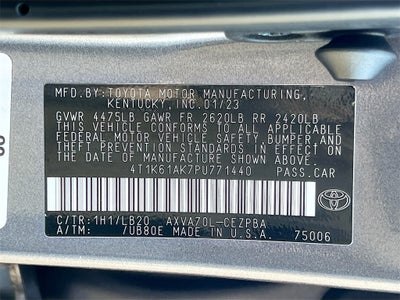 MFD.BY:TOYOTA MOTOR MANUFACTURING,
KENTUCKY,INC.01/23
GVWR 4475LB GAWR FR 2620LB RR 2420LB
THIS VEHICLE CONFORMS TO ALL APPLICABLE
FEDERAL MOTOR VEHICLE SAFETY, BUMPER, AND
THEFT PREVENTION STANDARDS IN EFFECT ON
THE DATE OF MANUFACTURE SHOWN ABOVE.
4T1K61AK7PU771440 PASS.CAR
C/TR:1H1/LB20 AXVA70L-CEZPBA
A/TM: /UB80E MADE IN U.S.A. 75006
TOYOTA